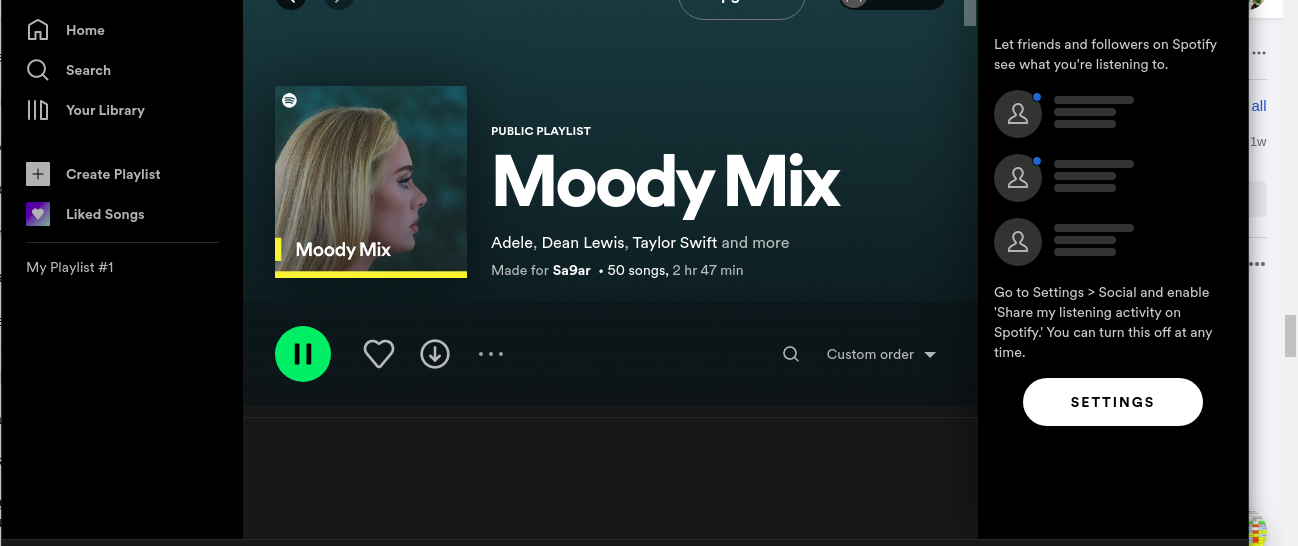 Home
Search
Your Library
Create Playlist
Liked Songs
My Playlist #1
Moody Mix
PUBLIC PLAYLIST
Moody Mix
Adele, Dean Lewis, Taylor Swift and more
Made for Sa9ar • 50 songs, 2 hr 47 min
Custom order
Let friends and followers on Spotify
see what you're listening to.
Go to Settings > Social and enable
'Share my listening activity on
Spotify.' You can turn this off at any
time.
SETTINGS
all
1w